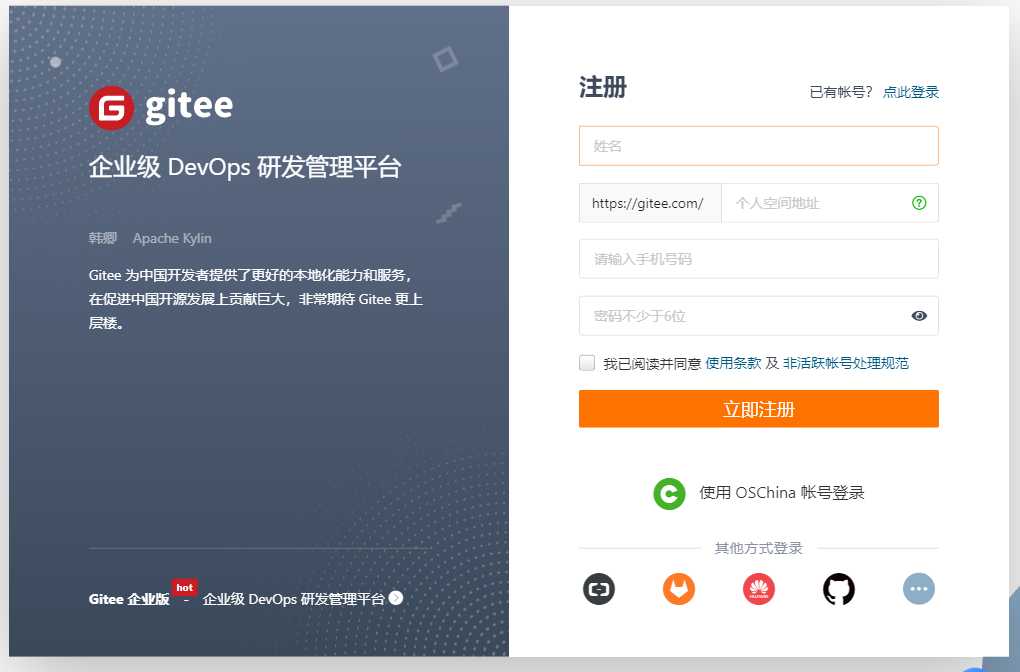 gitee
企业级 DevOps 研发管理平台
韩卿 Apache Kylin
Gitee 为中国开发者提供了更好的本地化能力和服务，
在促进中国开源发展上贡献巨大，非常期待 Gitee 更上
层楼。
hot
Gitee 企业版 - 企业级 DevOps 研发管理平台
注册
已有帐号？ 点此登录
姓名
https://gitee.com/ 个人空间地址
请输入手机号码
密码不少于6位
我已阅读并同意 使用条款 及 非活跃帐号处理规范
立即注册
使用 OSChina 帐号登录
其他方式登录
HUAWEI